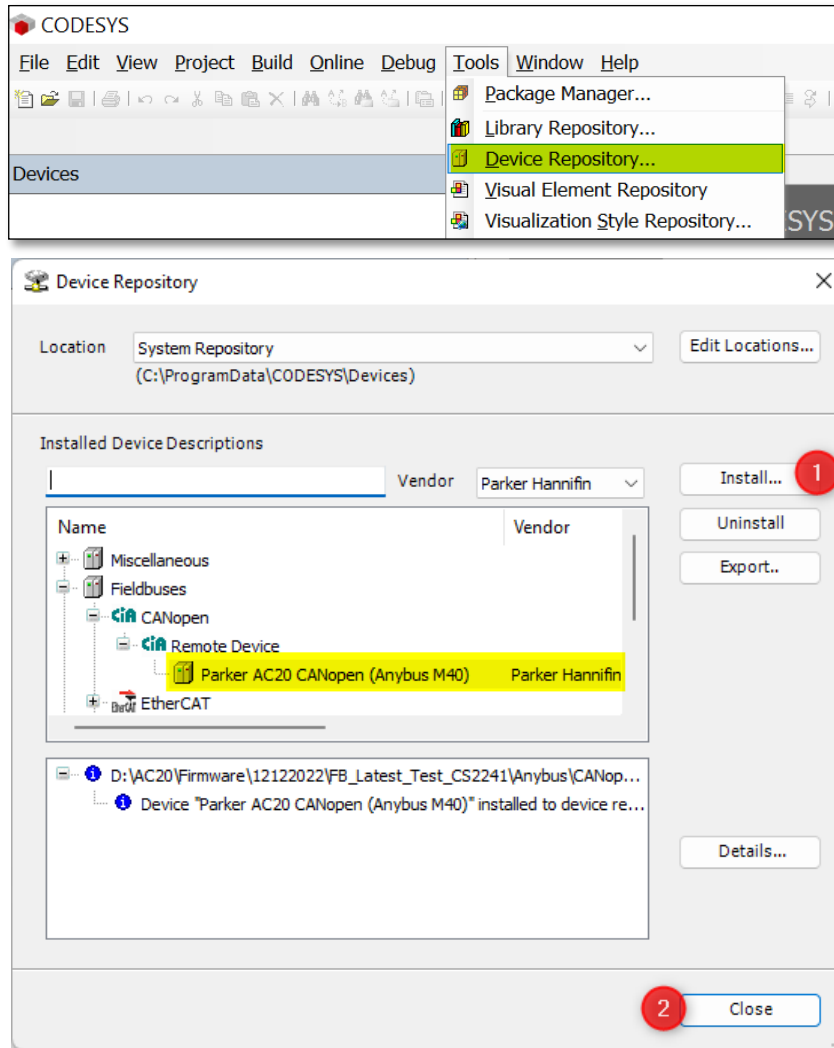 CODESYS
File Edit View Project Build Online Debug Tools Window Help
Package Manager...
Library Repository...
Device Repository...
Devices
Visual Element Repository
Visualization Style Repository...
SYS
Device Repository
Location System Repository Edit Locations...
(C:\ProgramData\CODESYS\Devices)
Installed Device Descriptions
Vendor Parker Hannifin Install... 1
Name Vendor Uninstall
Miscellaneous
Export..
Fieldbuses
CiA CANopen
CiA Remote Device
Parker AC20 CANopen (Anybus M40) Parker Hannifin
EtherCAT
D:\AC20\Firmware\12122022\FB_Latest_Test_CS2241\Anybus\CANop...
Device "Parker AC20 CANopen (Anybus M40)" installed to device re...
Details...
2 Close